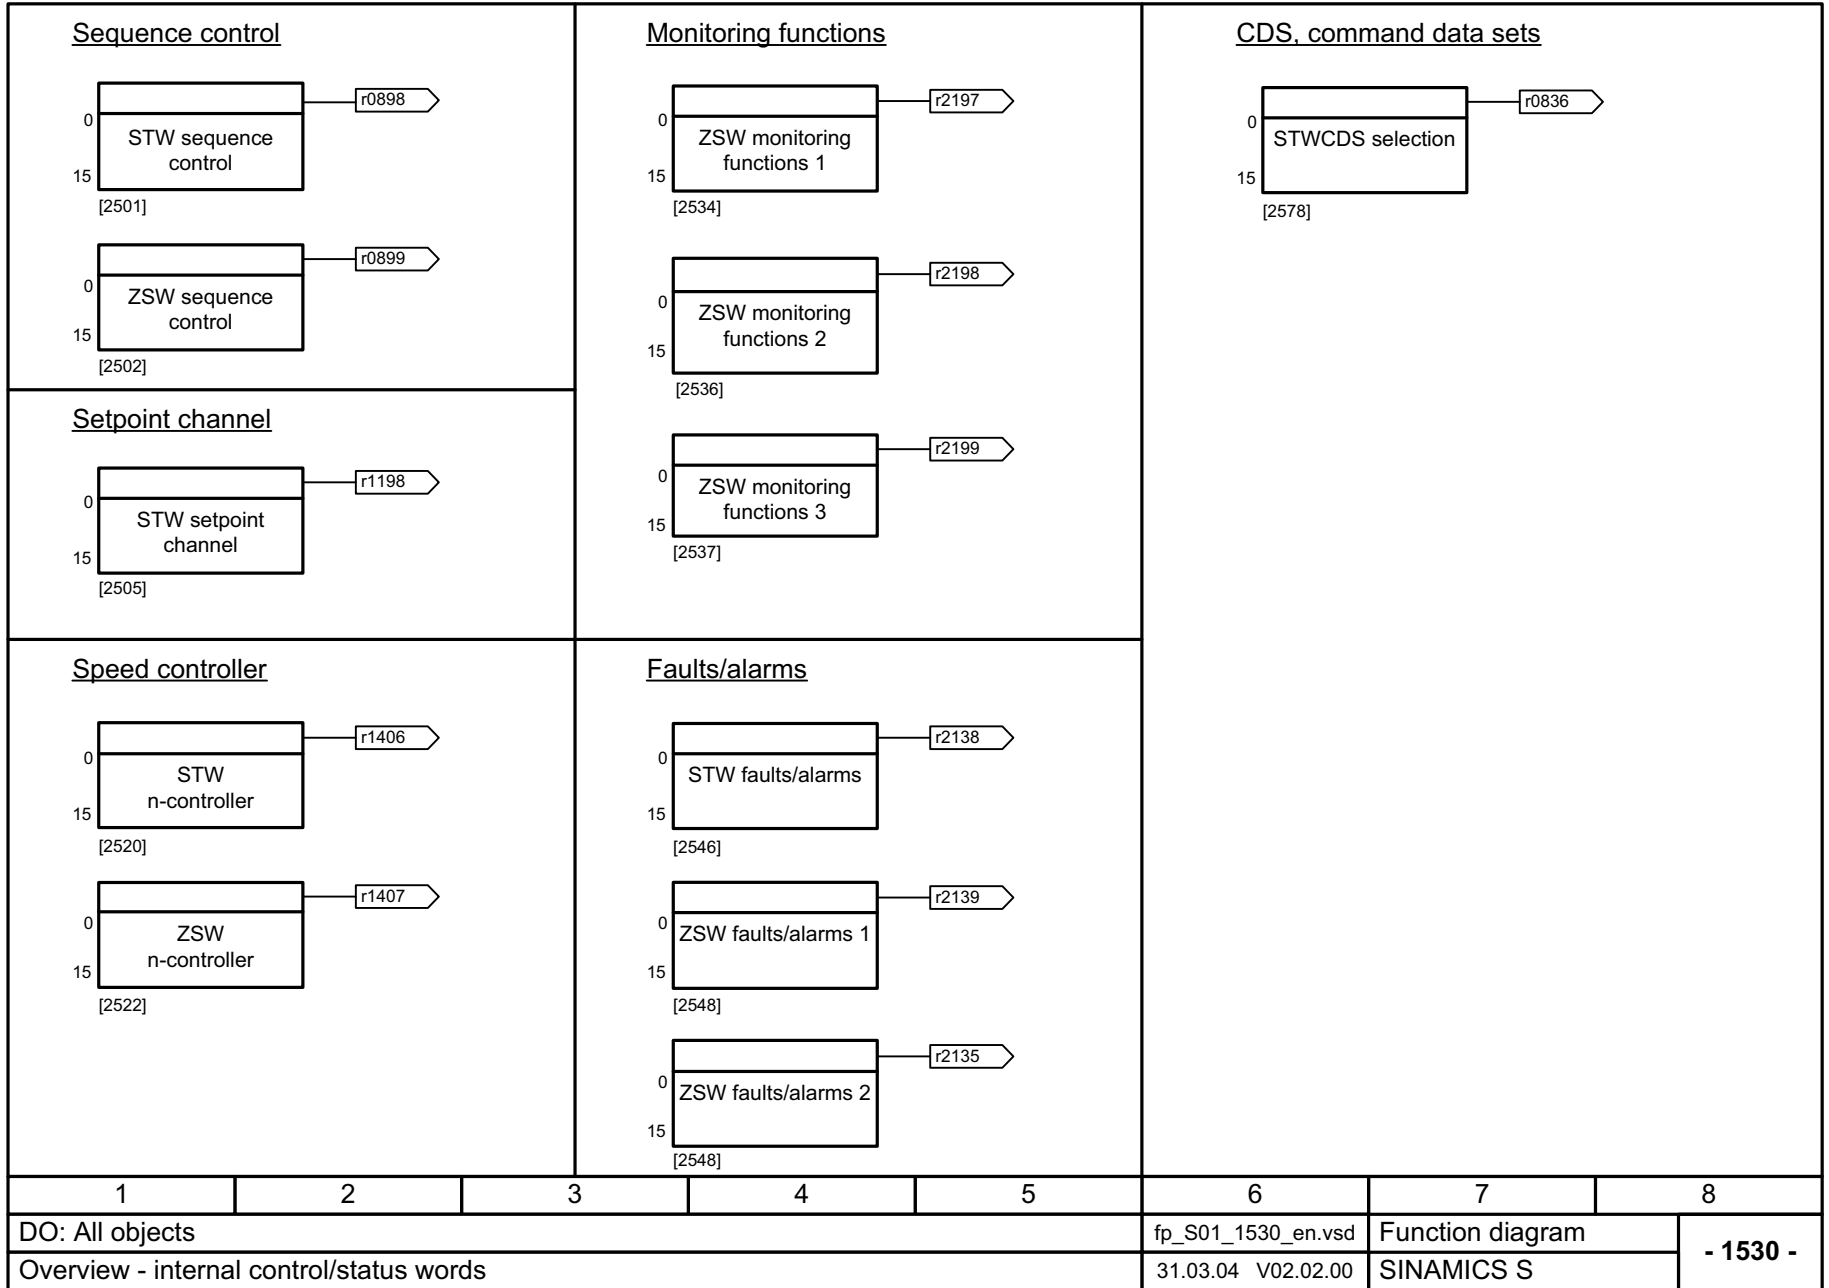 Sequence control
r0898
0
STW sequence
control
15
[2501]
r0899
0
ZSW sequence
control
15
[2502]
Setpoint channel
r1198
0
STW setpoint
channel
15
[2505]
Speed controller
r1406
0
STW
n-controller
15
[2520]
r1407
0
ZSW
n-controller
15
[2522]
Monitoring functions
r2197
0
ZSW monitoring
functions 1
15
[2534]
r2198
0
ZSW monitoring
functions 2
15
[2536]
r2199
0
ZSW monitoring
functions 3
15
[2537]
Faults/alarms
r2138
0
STW faults/alarms
15
[2546]
r2139
0
ZSW faults/alarms 1
15
[2548]
r2135
0
ZSW faults/alarms 2
15
[2548]
CDS, command data sets
r0836
0
STWCDS selection
15
[2578]
1 2 3 4 5 6 7 8
DO: All objects
fp_S01_1530_en.vsd
Function diagram
- 1530 -
Overview - internal control/status words
31.03.04 V02.02.00
SINAMICS S